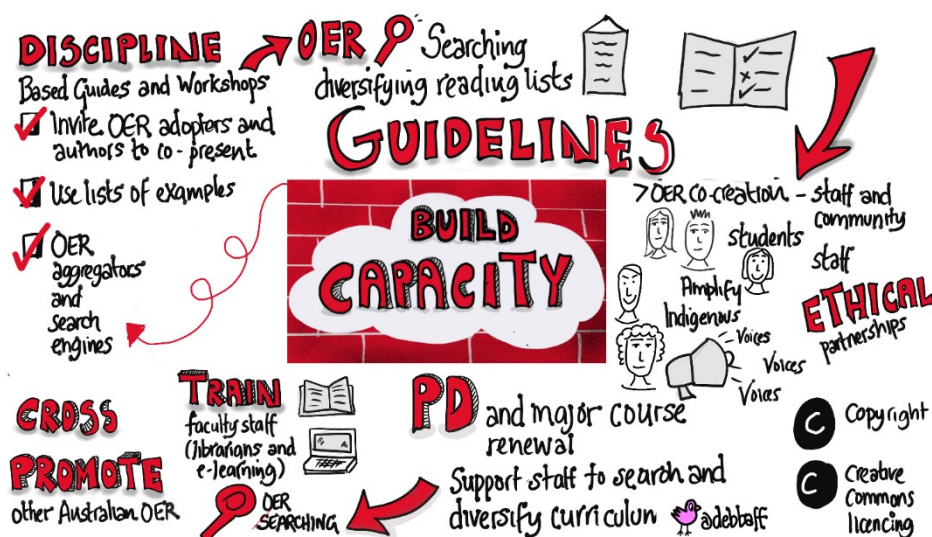 DISCIPLINE
Based Guides and Workshops
Invite OER adopters and
authors to co-present
Use lists of examples
OER
aggregators
and
search
engines
OER
Searching
diversifying reading lists
GUIDELINES
BUILD
CAPACITY
> OER co-creation - staff and
community
students
staff
Amplify
Indigenous
Voices
Voices
Voices
ETHICAL
partnerships
CROSS
PROMOTE
other Australian OER
TRAIN
faculty staff
(librarians and
e-learning)
OER
SEARCHING
PD and major course
renewal
Support staff to search and
diversify curriculun
@debbaff
C Copyright
C Creative
Commons
licencing